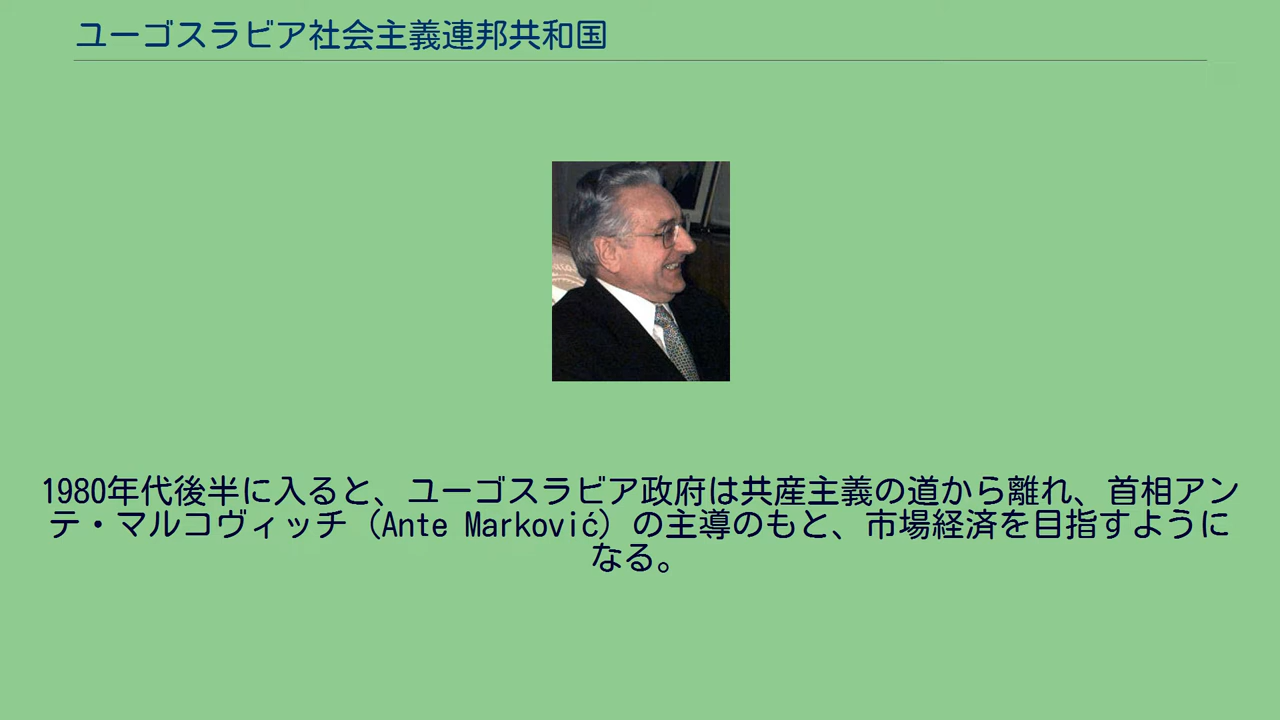 ユーゴスラビア社会主義連邦共和国
1980年代後半に入ると、ユーゴスラビア政府は共産主義の道から離れ、首相アン
テ・マルコヴィッチ（Ante Marković）の主導のもと、市場経済を目指すように
なる。